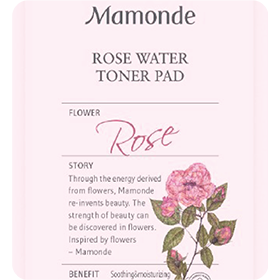 Mamonde
ROSE WATER
TONER PAD
FLOWER
Rose
STORY
Through the energy derived
from flowers, Mamonde
re-invents beauty. The
strength of beauty can
be discovered in flowers.
Inspired by flowers
– Mamonde
BENEFIT Soothing&moisturizing